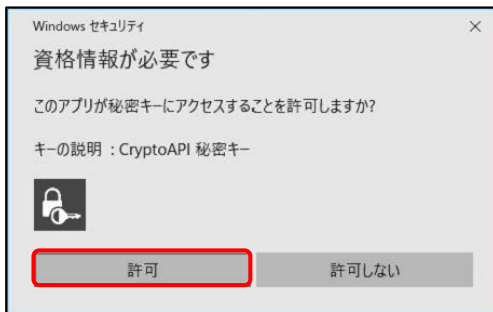 Windows セキュリティ
資格情報が必要です
このアプリが秘密キーにアクセスすることを許可しますか?
キーの説明 : CryptoAPI 秘密キー
許可
許可しない